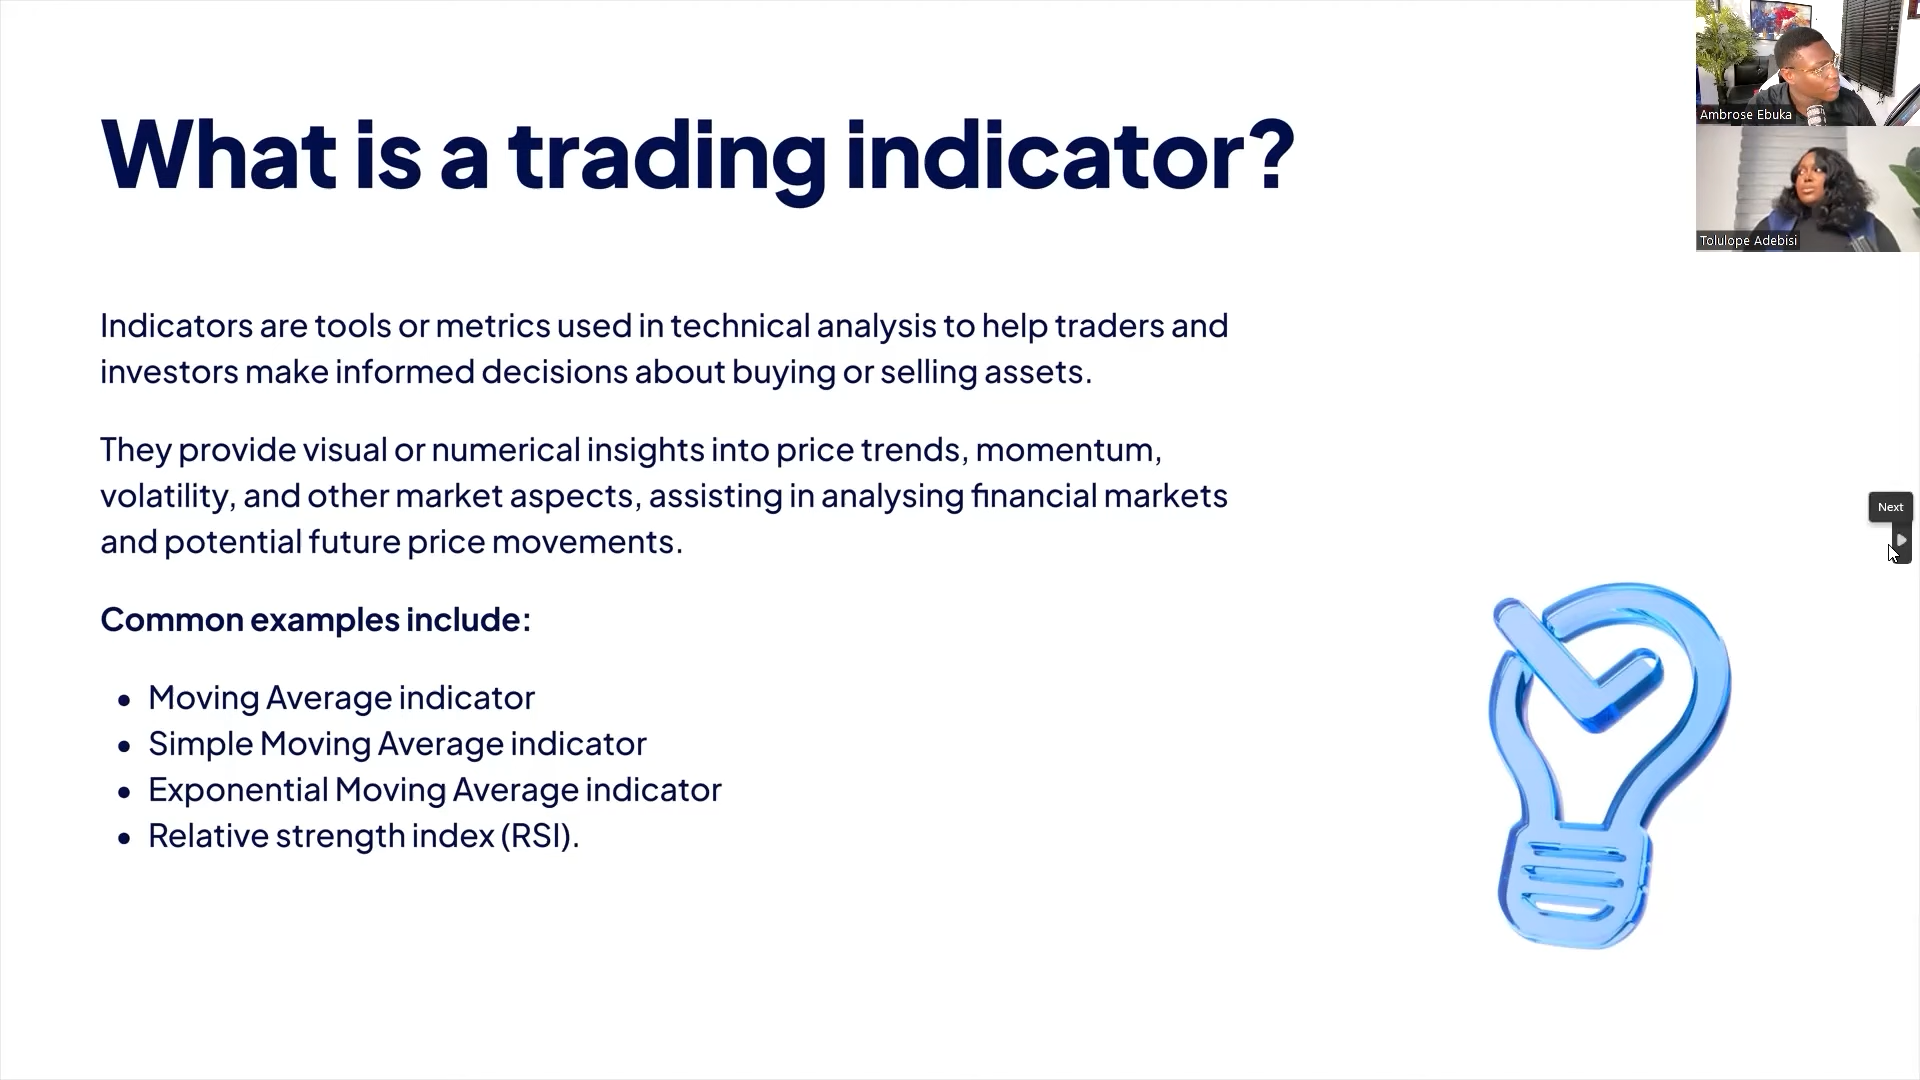 What is a trading indicator?
Ambrose Ebuka
Tolulope Adebisi
Indicators are tools or metrics used in technical analysis to help traders and
investors make informed decisions about buying or selling assets.
They provide visual or numerical insights into price trends, momentum,
volatility, and other market aspects, assisting in analysing financial markets
and potential future price movements.
Next
Common examples include:
• Moving Average indicator
• Simple Moving Average indicator
• Exponential Moving Average indicator
• Relative strength index (RSI).